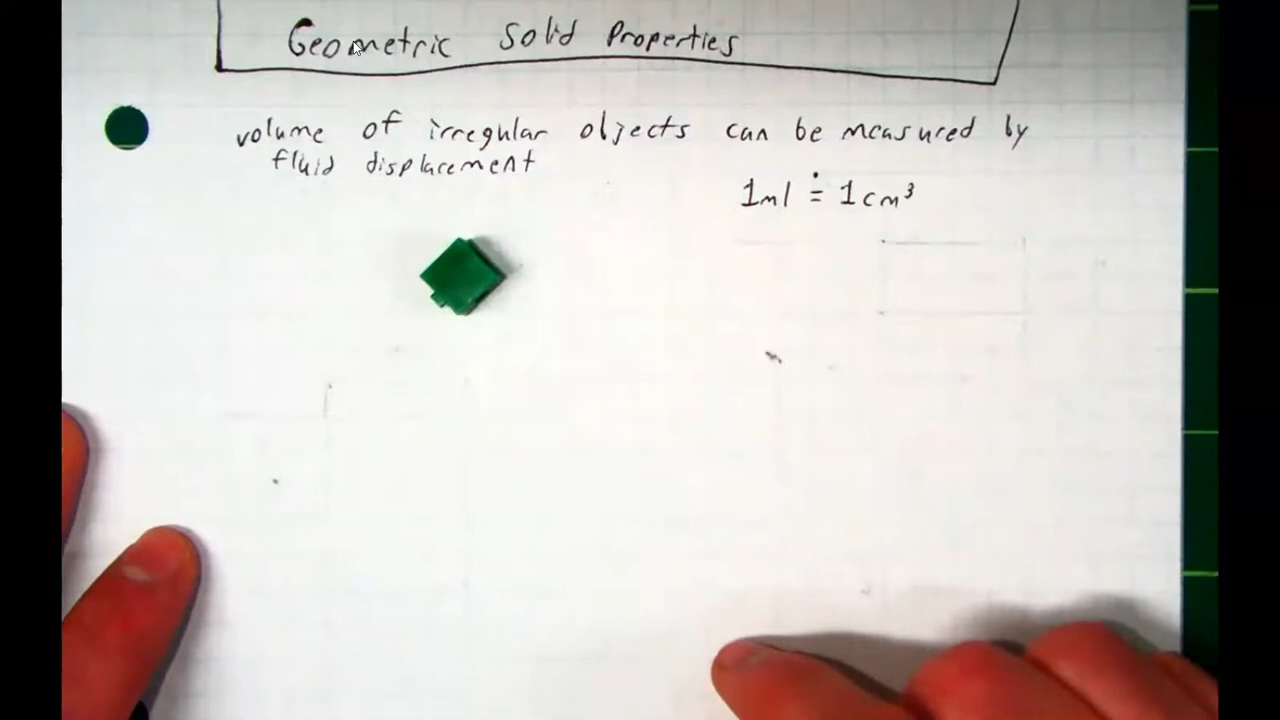 Geometric Solid Properties
volume of irregular objects can be measured by
fluid displacement
1ml ≐ 1cm³